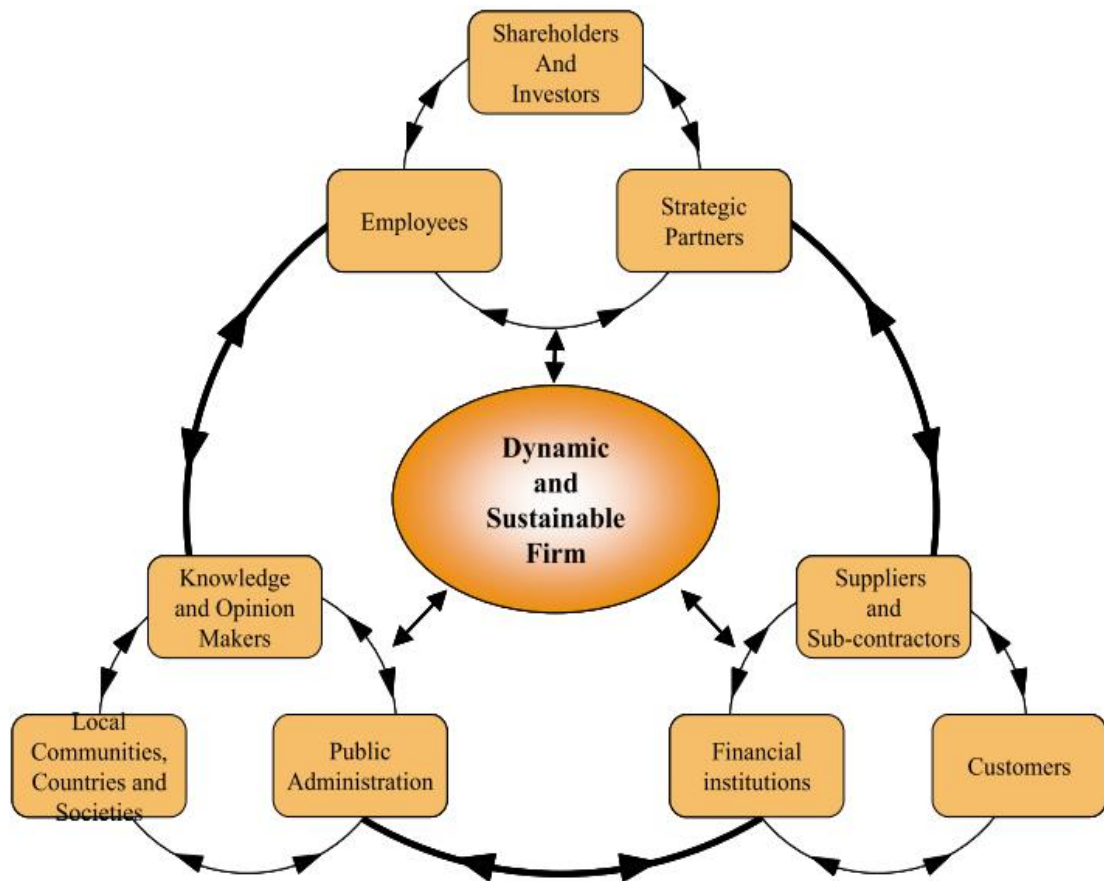 Shareholders
And
Investors
Employees
Strategic
Partners
Dynamic
and
Sustainable
Firm
Knowledge
and Opinion
Makers
Suppliers
and
Sub-contractors
Local
Communities,
Countries and
Societies
Public
Administration
Financial
institutions
Customers